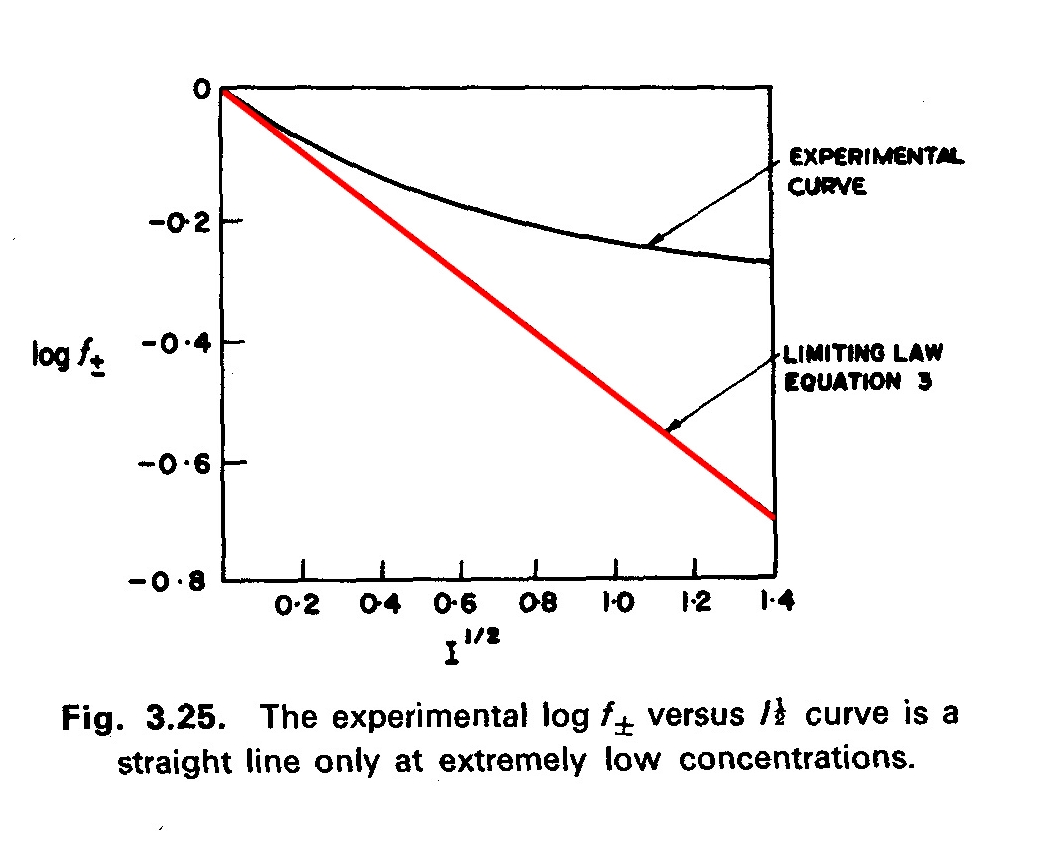 0
-0·2
-0·4
-0·6
-0·8
log f±
EXPERIMENTAL
CURVE
LIMITING LAW
EQUATION 3
0·2 0·4 0·6 0·8 1·0 1·2 1·4
I^1/2
Fig. 3.25. The experimental log f± versus I½ curve is a
straight line only at extremely low concentrations.